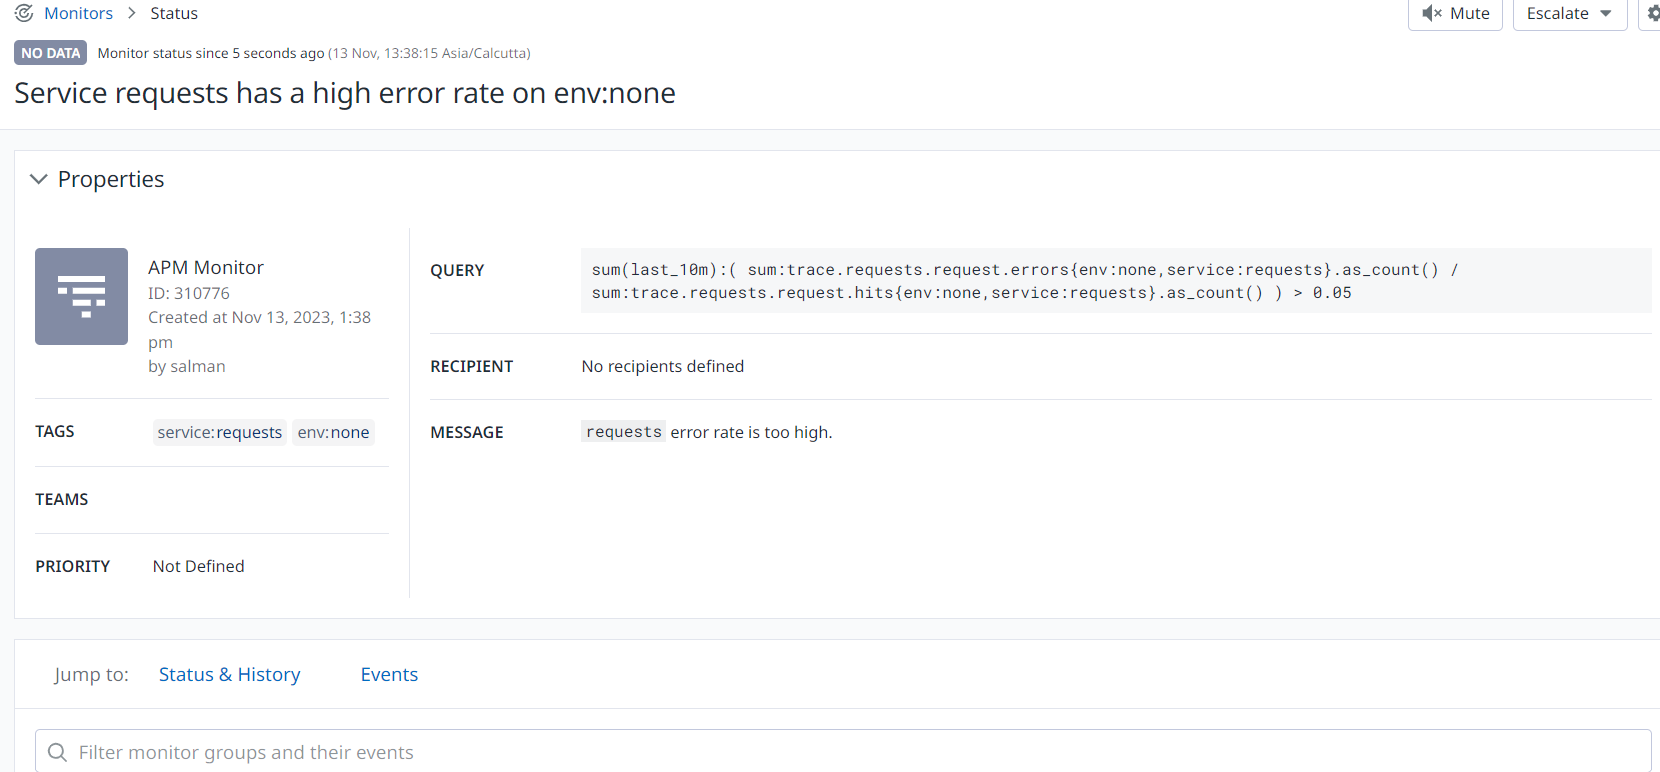 Monitors > Status
Mute
Escalate
NO DATA Monitor status since 5 seconds ago (13 Nov, 13:38:15 Asia/Calcutta)
Service requests has a high error rate on env:none
Properties
APM Monitor
ID: 310776
Created at Nov 13, 2023, 1:38
pm
by salman
TAGS service:requests env:none
TEAMS
PRIORITY Not Defined
QUERY
sum(last_10m):( sum:trace.requests.request.errors{env:none,service:requests}.as_count() /
sum:trace.requests.request.hits{env:none,service:requests}.as_count() ) > 0.05
RECIPIENT No recipients defined
MESSAGE requests error rate is too high.
Jump to: Status & History Events
Filter monitor groups and their events